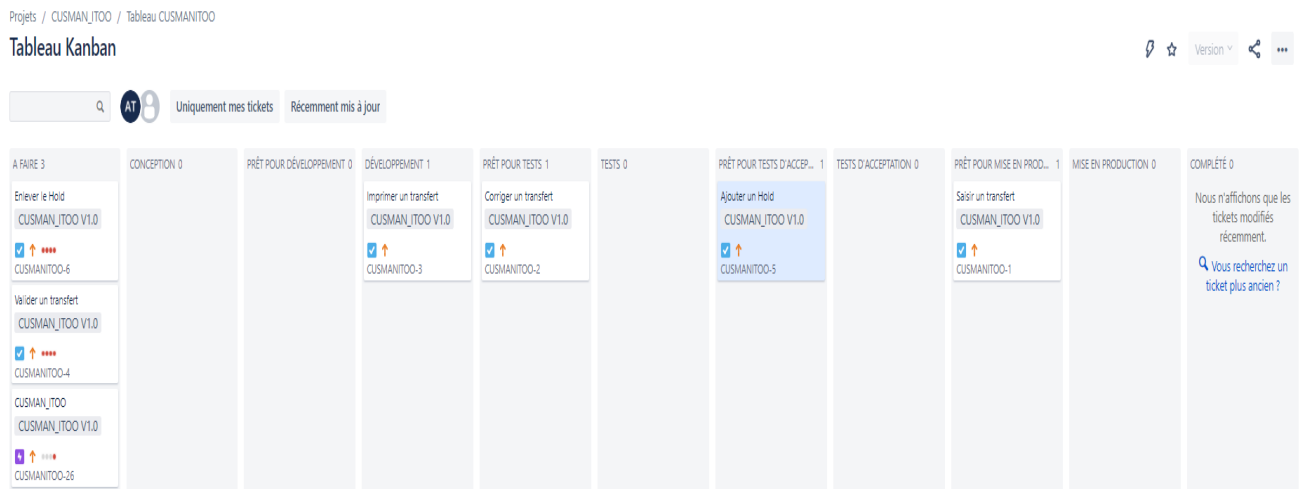 Projets / CUSMAN_ITOO / Tableau CUSMANITOO
Tableau Kanban
Version
AT
Uniquement mes tickets
Récemment mis à jour
A FAIRE 3
Enlever le Hold
CUSMAN_ITOO V1.0
CUSMANITOO-6
Valider un transfert
CUSMAN_ITOO V1.0
CUSMANITOO-4
CUSMAN_ITOO
CUSMAN_ITOO V1.0
CUSMANITOO-26
CONCEPTION 0
PRÊT POUR DÉVELOPPEMENT 0
DÉVELOPPEMENT 1
Imprimer un transfert
CUSMAN_ITOO V1.0
CUSMANITOO-3
PRÊT POUR TESTS 1
Corriger un transfert
CUSMAN_ITOO V1.0
CUSMANITOO-2
TESTS 0
PRÊT POUR TESTS D'ACCEP... 1
Ajouter un Hold
CUSMAN_ITOO V1.0
CUSMANITOO-5
TESTS D'ACCEPTATION 0
PRÊT POUR MISE EN PROD... 1
Saisir un transfert
CUSMAN_ITOO V1.0
CUSMANITOO-1
MISE EN PRODUCTION 0
COMPLÉTÉ 0
Nous n'affichons que les
tickets modifiés
récemment.
Vous recherchez un
ticket plus ancien ?